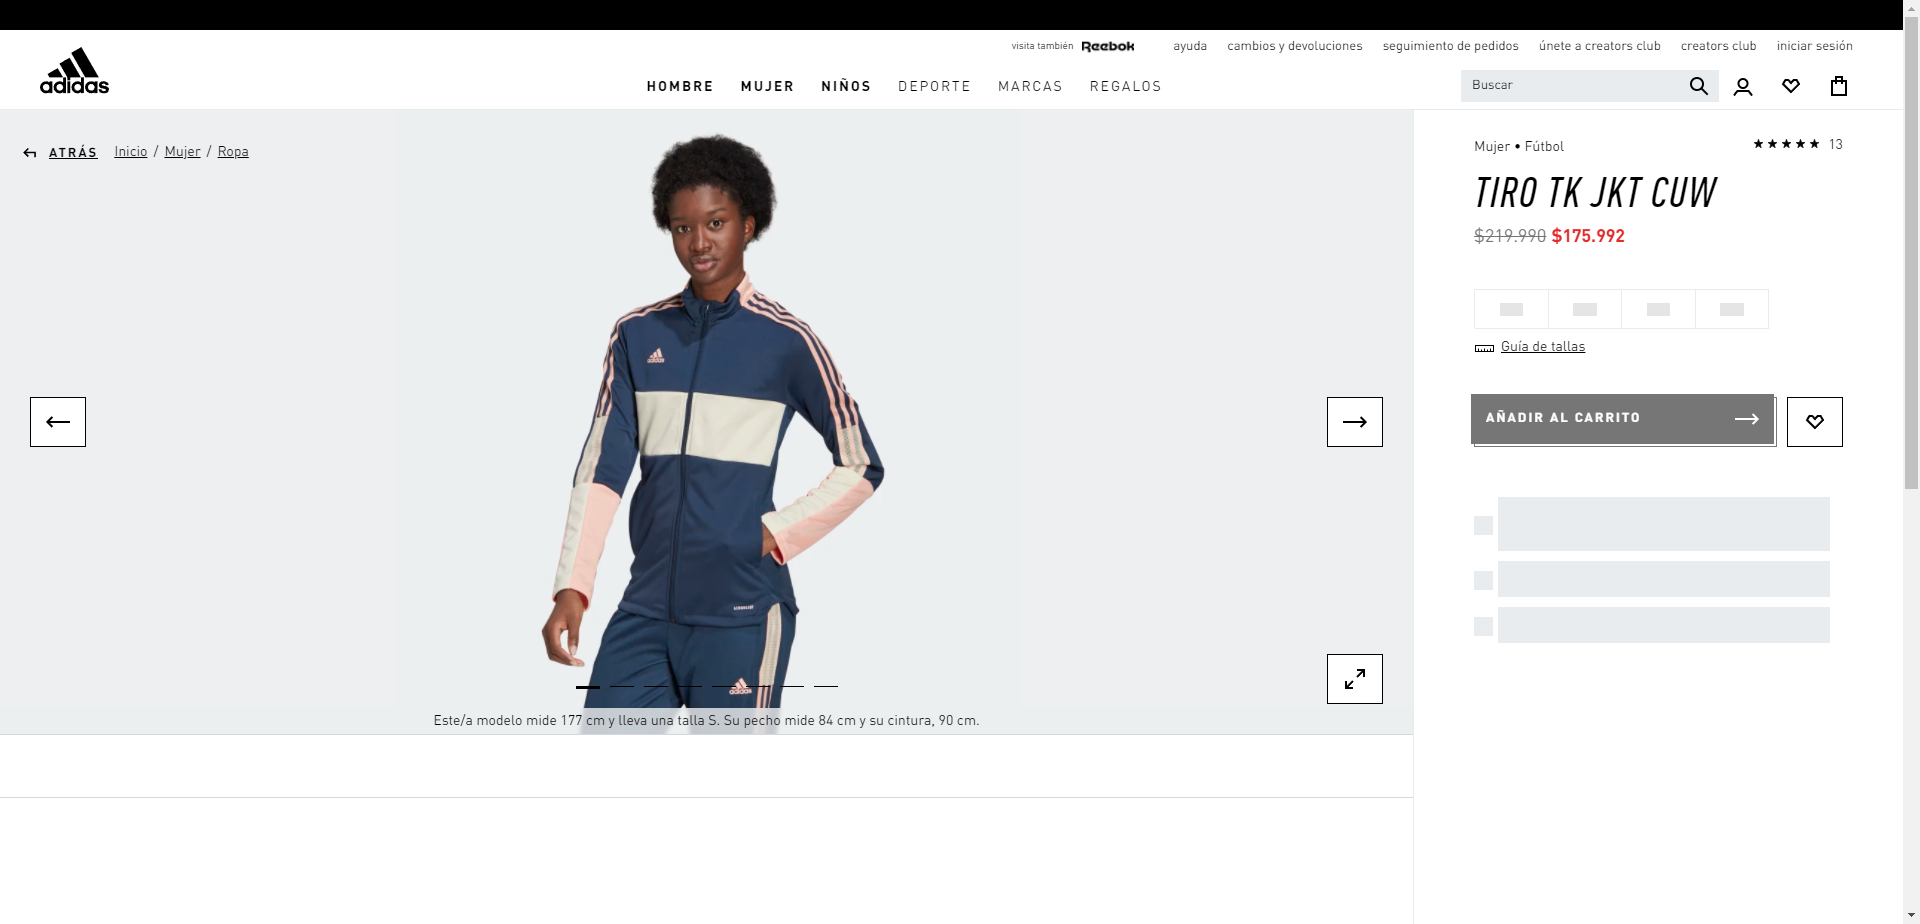 visita también Reebok ayuda cambios y devoluciones seguimiento de pedidos únete a creators club creators club iniciar sesión
adidas
HOMBRE MUJER NIÑOS DEPORTE MARCAS REGALOS Buscar
ATRÁS Inicio / Mujer / Ropa
Mujer • Fútbol 13
TIRO TK JKT CUW
$219.990 $175.992
Guía de tallas
adidas
AÑADIR AL CARRITO
adidas
Este/a modelo mide 177 cm y lleva una talla S. Su pecho mide 84 cm y su cintura, 90 cm.